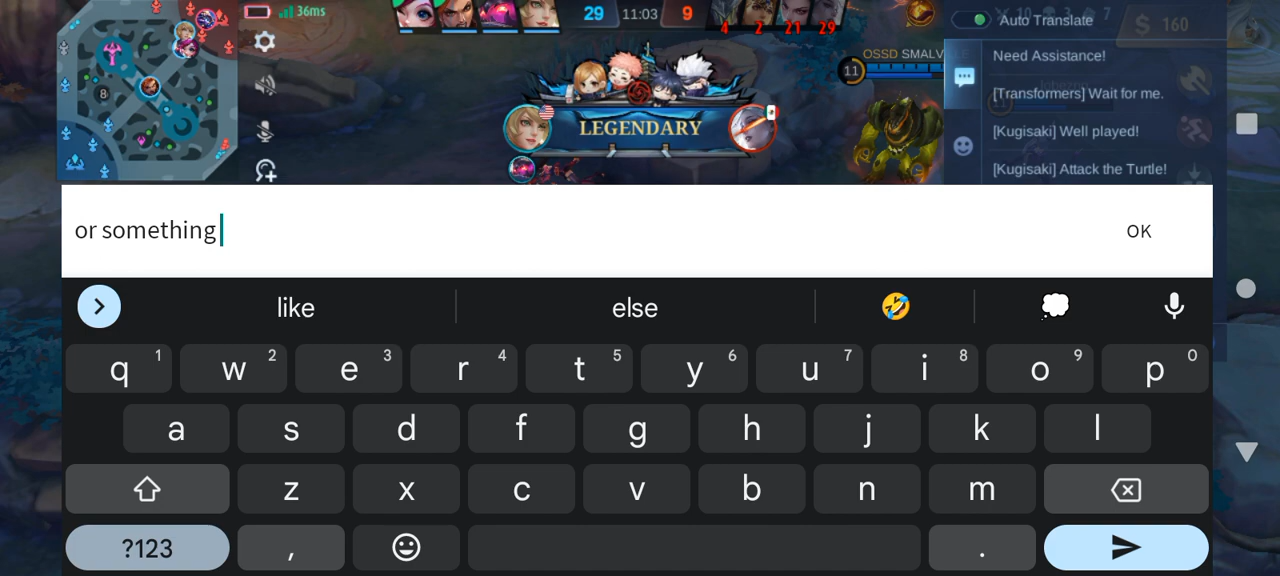 36ms
29 11:03 9
4 2 21 29
8
LEGENDARY
11 OSSD SMALV
Auto Translate
$ 160
Need Assistance!
[Transformers] Wait for me.
[Kugisaki] Well played!
[Kugisaki] Attack the Turtle!
or something
OK
like else
q 1 w 2 e 3 r 4 t 5 y 6 u 7 i 8 o 9 p 0
a s d f g h j k l
z x c v b n m
?123 , .